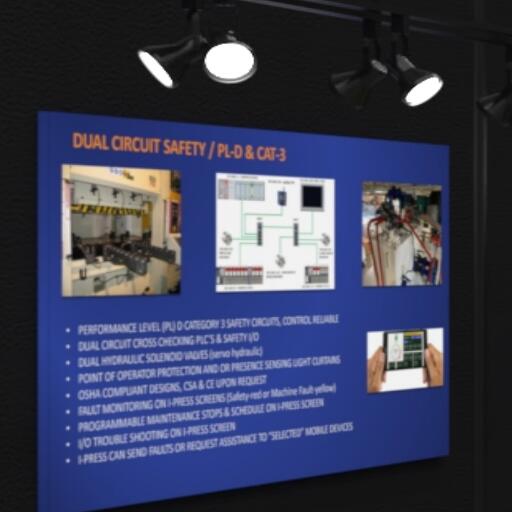 DUAL CIRCUIT SAFETY / PL-D & CAT-3
• PERFORMANCE LEVEL (PL) D CATEGORY 3 SAFETY CIRCUITS, CONTROL RELIABLE
• DUAL CIRCUIT CROSS CHECKING PLC'S & SAFETY I/O
• DUAL HYDRAULIC SOLENOID VALVES (servo hydraulic)
• POINT OF OPERATOR PROTECTION AND OR PRESENCE SENSING LIGHT CURTAINS
• OSHA COMPLIANT DESIGNS, CSA & CE UPON REQUEST
• FAULT MONITORING ON I-PRESS SCREENS (Safety-red or Machine Fault-yellow)
• PROGRAMMABLE MAINTENANCE STOPS & SCHEDULE ON I-PRESS SCREEN
• I/O TROUBLE SHOOTING ON I-PRESS SCREEN
• I-PRESS CAN SEND FAULTS OR REQUEST ASSISTANCE TO "SELECTED" MOBILE DEVICES